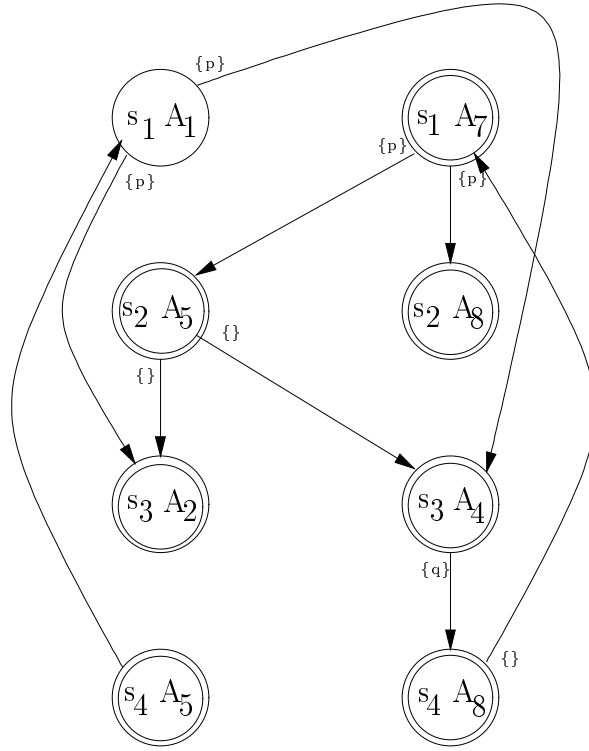 {p}
s1 A1
s1 A7
{p}
{p}
{p}
s2 A5
s2 A8
{}
{}
s3 A2
s3 A4
{q}
{}
s4 A5
s4 A8